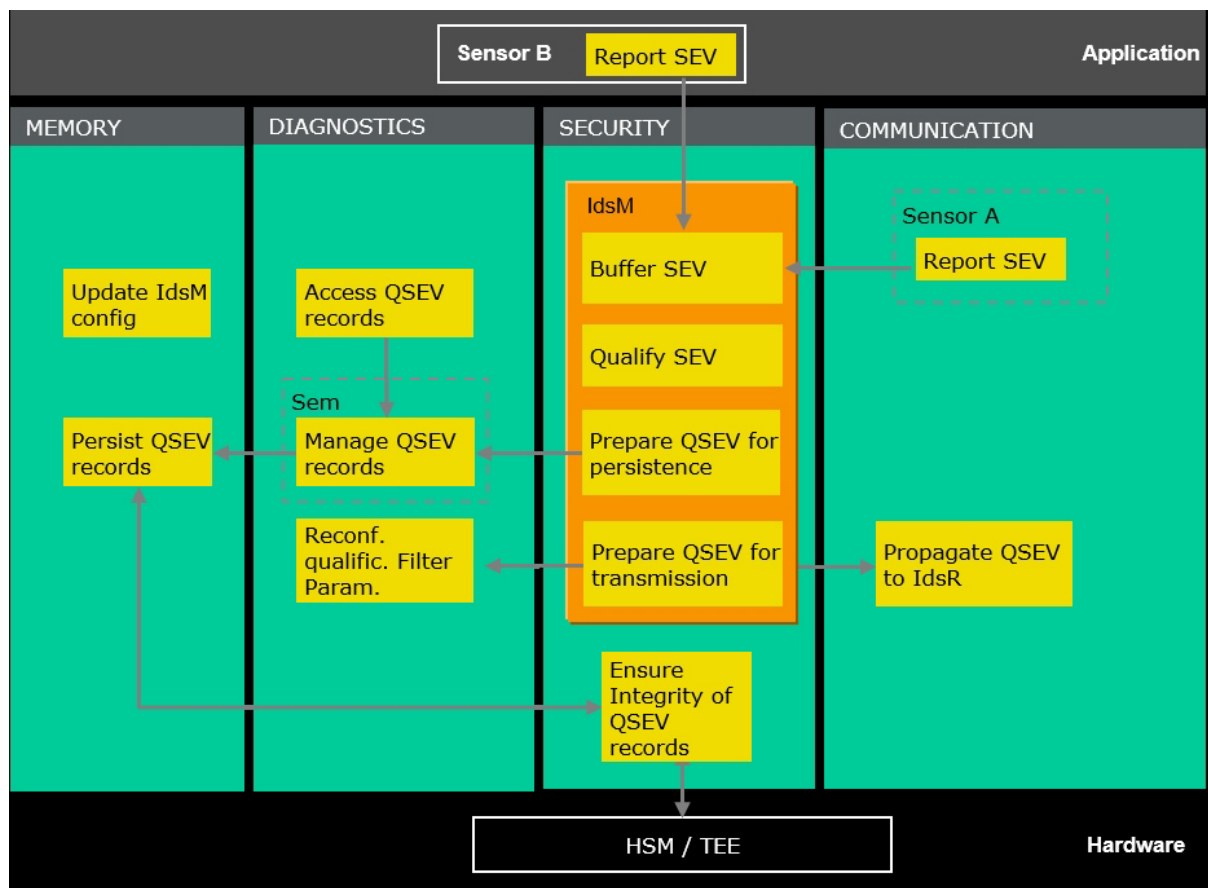 Sensor B
Report SEV
Application
MEMORY
DIAGNOSTICS
SECURITY
COMMUNICATION
IdsM
Sensor A
Buffer SEV
Report SEV
Update IdsM
config
Access QSEV
records
Qualify SEV
Sem
Persist QSEV
records
Manage QSEV
records
Prepare QSEV for
persistence
Reconf.
qualific. Filter
Param.
Prepare QSEV for
transmission
Propagate QSEV
to IdsR
Ensure
Integrity of
QSEV
records
HSM / TEE
Hardware